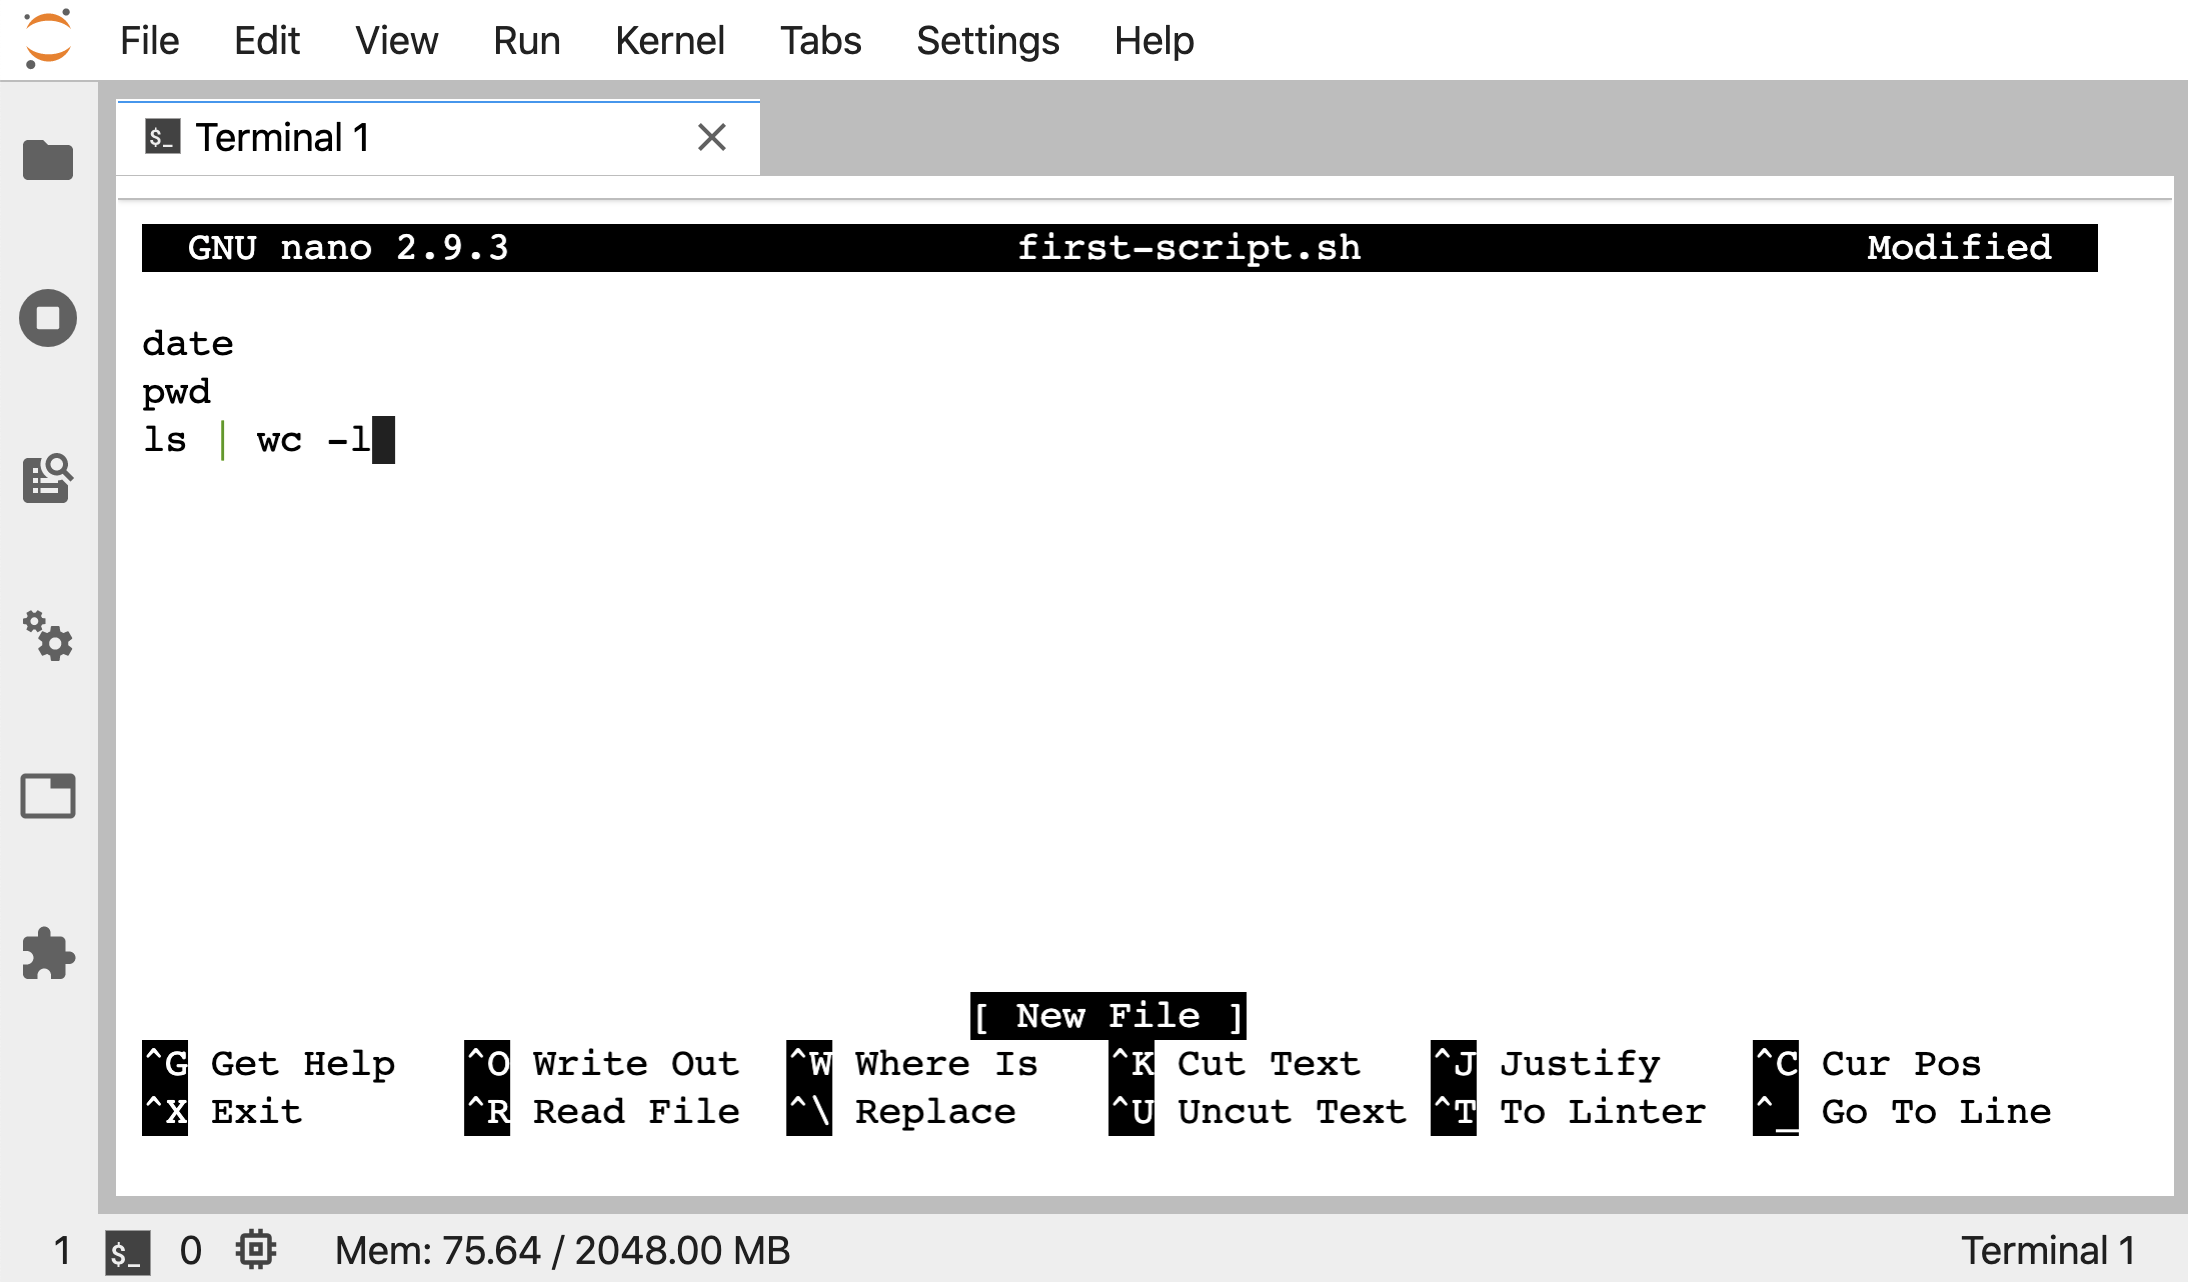 File Edit View Run Kernel Tabs Settings Help
$_ Terminal 1
GNU nano 2.9.3 first-script.sh Modified
date
pwd
ls | wc -l
[ New File ]
^G Get Help ^O Write Out ^W Where Is ^K Cut Text ^J Justify ^C Cur Pos
^X Exit ^R Read File ^\ Replace ^U Uncut Text ^T To Linter ^_ Go To Line
1 $_ 0 Mem: 75.64 / 2048.00 MB Terminal 1